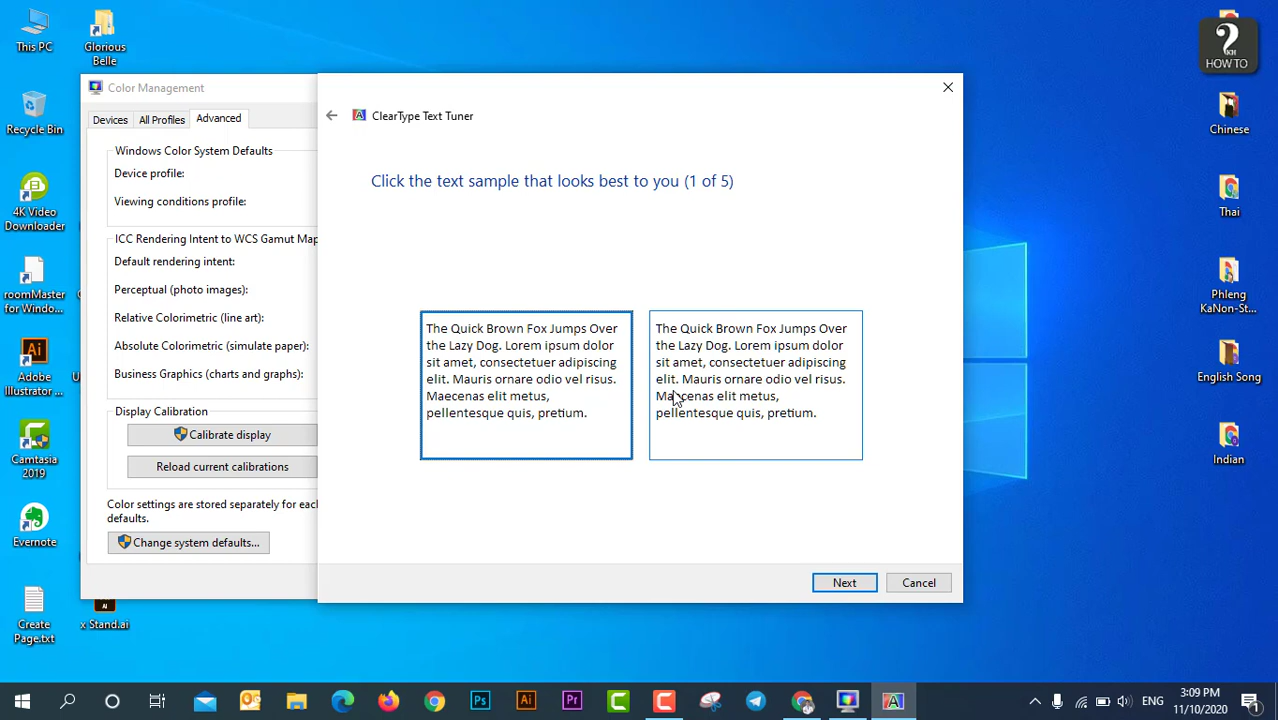 This PC
Glorious
Belle
Recycle Bin
4K Video
Downloader
roomMaster
for Windo...
Adobe
Illustrator ...
Camtasia
2019
Evernote
Create
Page.txt
x Stand.ai
Color Management
Devices
All Profiles
Advanced
Windows Color System Defaults
Device profile:
Viewing conditions profile:
ICC Rendering Intent to WCS Gamut Map
Default rendering intent:
Perceptual (photo images):
Relative Colorimetric (line art):
Absolute Colorimetric (simulate paper):
Business Graphics (charts and graphs):
Display Calibration
Calibrate display
Reload current calibrations
Color settings are stored separately for each
defaults.
Change system defaults...
ClearType Text Tuner
Click the text sample that looks best to you (1 of 5)
The Quick Brown Fox Jumps Over
the Lazy Dog. Lorem ipsum dolor
sit amet, consectetuer adipiscing
elit. Mauris ornare odio vel risus.
Maecenas elit metus,
pellentesque quis, pretium.
The Quick Brown Fox Jumps Over
the Lazy Dog. Lorem ipsum dolor
sit amet, consectetuer adipiscing
elit. Mauris ornare odio vel risus.
Maecenas elit metus,
pellentesque quis, pretium.
Next
Cancel
KH
HOW TO
Chinese
Thai
Phleng
KaNon-St...
English Song
Indian
Ps
Ai
Pr
ENG
3:09 PM
11/10/2020
1